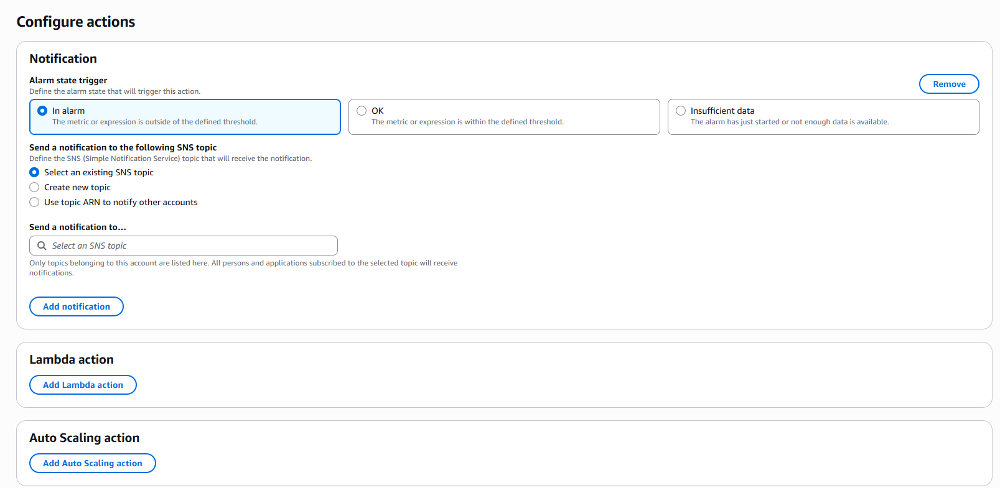 Configure actions
Notification
Alarm state trigger
Define the alarm state that will trigger this action.
Remove
In alarm
The metric or expression is outside of the defined threshold.
OK
The metric or expression is within the defined threshold.
Insufficient data
The alarm has just started or not enough data is available.
Send a notification to the following SNS topic
Define the SNS (Simple Notification Service) topic that will receive the notification.
Select an existing SNS topic
Create new topic
Use topic ARN to notify other accounts
Send a notification to...
Select an SNS topic
Only topics belonging to this account are listed here. All persons and applications subscribed to the selected topic will receive
notifications.
Add notification
Lambda action
Add Lambda action
Auto Scaling action
Add Auto Scaling action